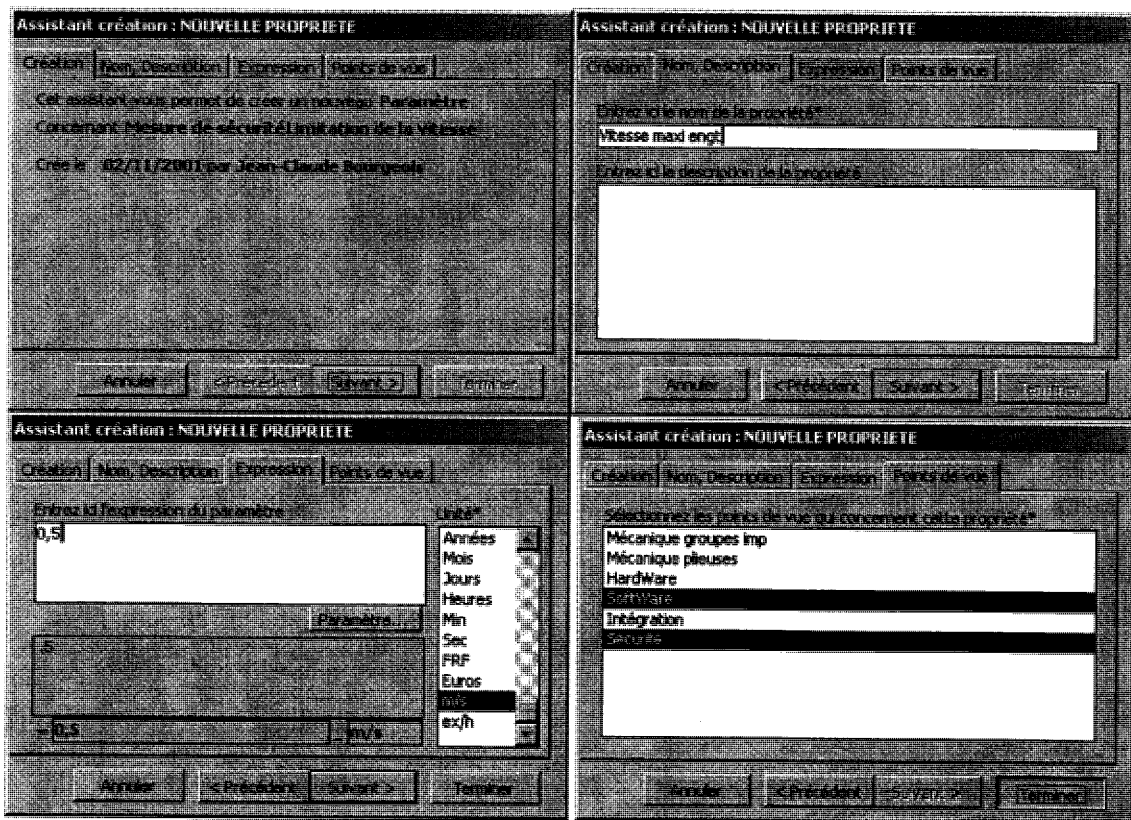 Assistant création : NOUVELLE PROPRIETE
Création Nom, Description Expression Points de vue
Cet assistant vous permet de créer un nouveau Paramètre
Concernant Mesure de sécurité Limitation de la vitesse
Créé le 02/11/2001 par Jean-Claude Bourgeois
Annuler < Précédent Suivant > Terminer
Assistant création : NOUVELLE PROPRIETE
Création Nom, Description Expression Points de vue
Entrez ici le nom de la propriété*
Vitesse maxi engt
Entrez ici la description de la propriété
Annuler < Précédent Suivant > Terminer
Assistant création : NOUVELLE PROPRIETE
Création Nom, Description Expression Points de vue
Entrez ici l'expression du paramètre
Unité*
0,5
Années
Mois
Jours
Heures
Min
Sec
FRF
Euros
m/s
ex/h
Paramètre...
.5
= 0.5 m/s
Annuler < Précédent Suivant > Terminer
Assistant création : NOUVELLE PROPRIETE
Création Nom, Description Expression Points de vue
Sélectionnez les points de vue qui concernent cette propriété*
Mécanique groupes imp
Mécanique plieuses
HardWare
SoftWare
Intégration
Sécurité
Annuler < Précédent Suivant > Terminer